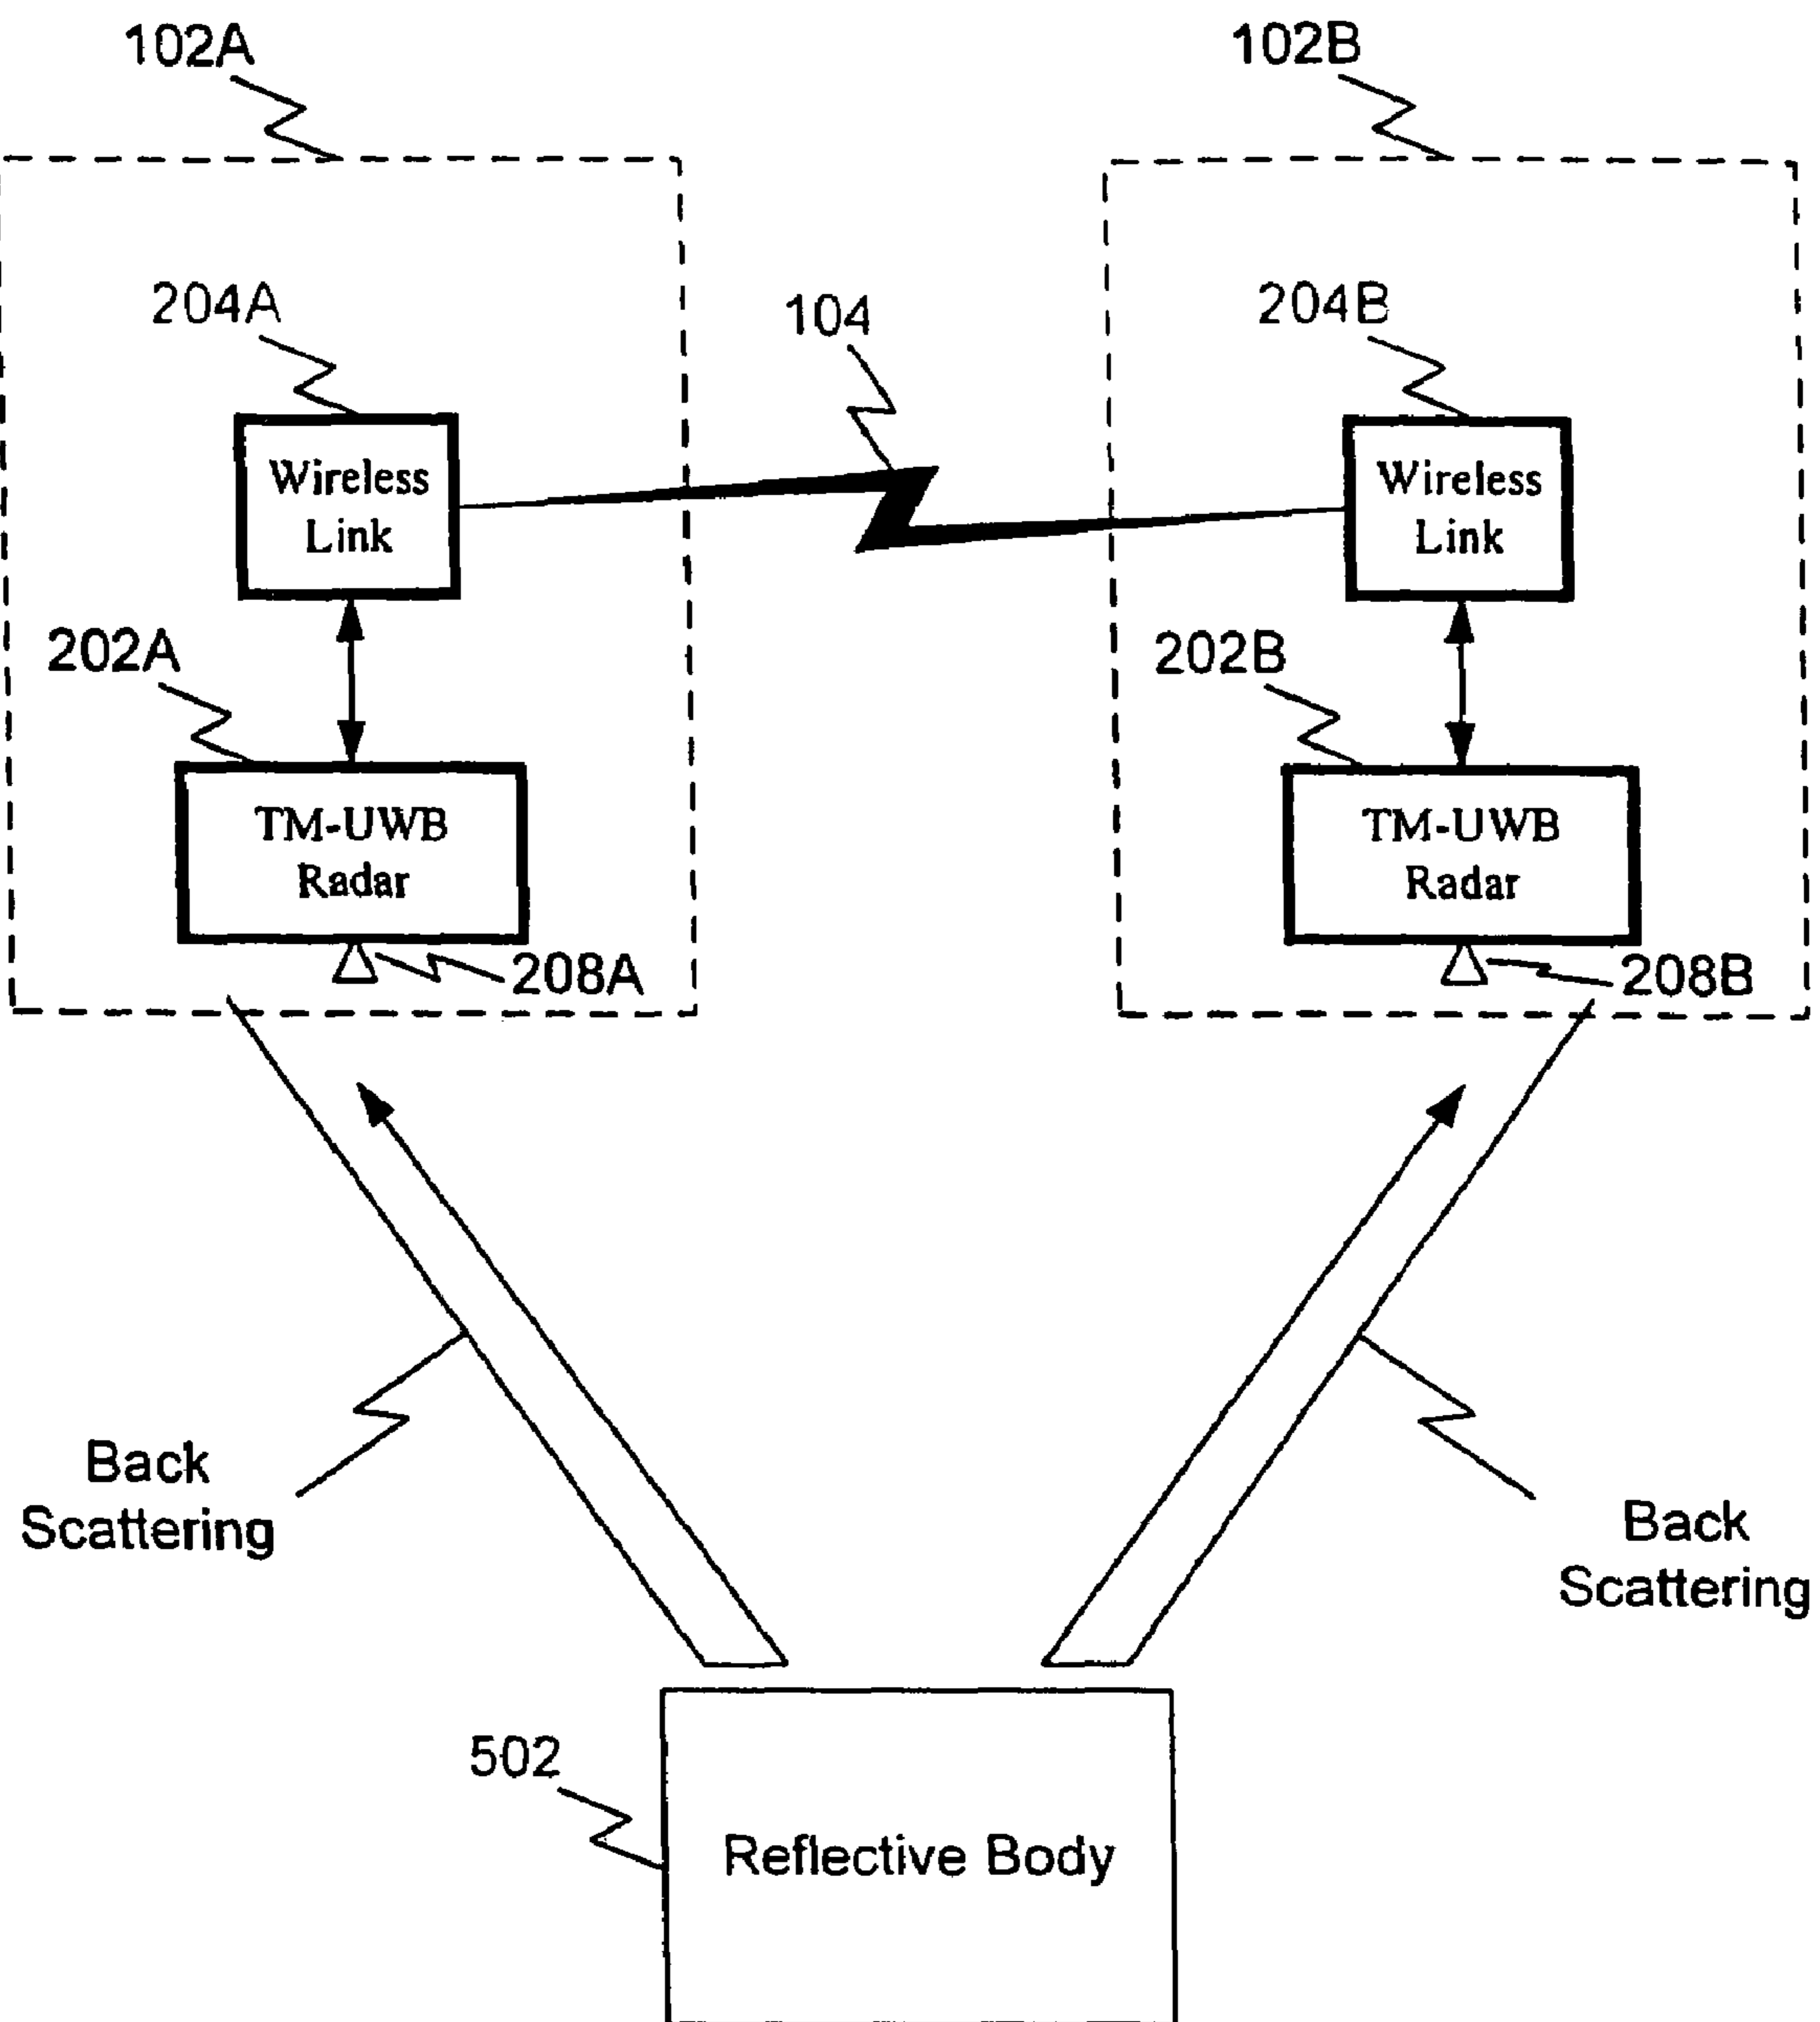 102A
102B
204A
104
204B
Wireless
Link
Wireless
Link
202A
202B
TM-UWB
Radar
TM-UWB
Radar
208A
208B
Back
Scattering
Back
Scattering
502
Reflective Body